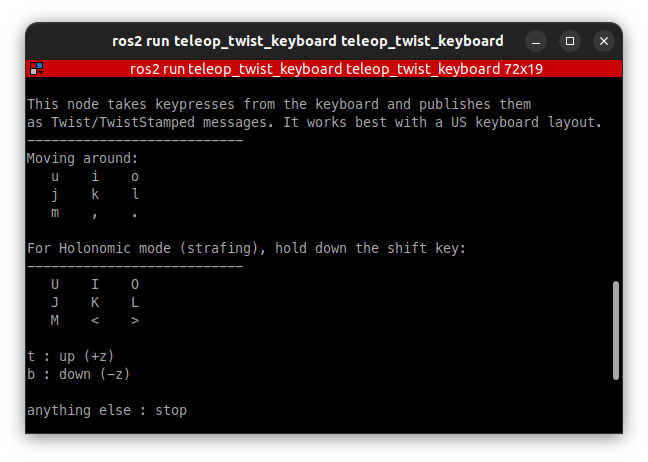 ros2 run teleop_twist_keyboard teleop_twist_keyboard
ros2 run teleop_twist_keyboard teleop_twist_keyboard 72x19
This node takes keypresses from the keyboard and publishes them
as Twist/TwistStamped messages. It works best with a US keyboard layout.
---------------------------
Moving around:
   u    i    o
   j    k    l
   m    ,    .
For Holonomic mode (strafing), hold down the shift key:
---------------------------
   U    I    O
   J    K    L
   M    <    >
t : up (+z)
b : down (-z)
anything else : stop